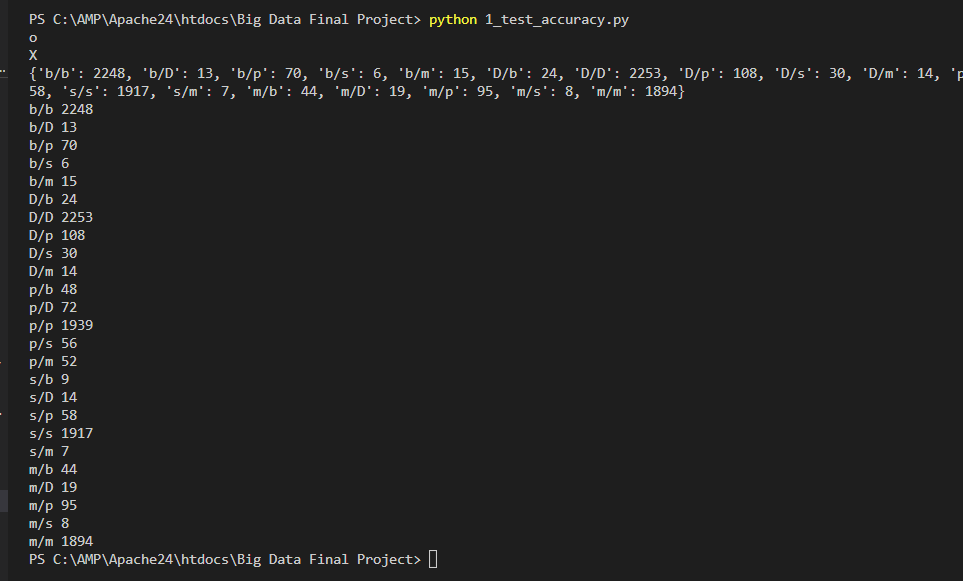 PS C:\AMP\Apache24\htdocs\Big Data Final Project> python 1_test_accuracy.py
o
X
{'b/b': 2248, 'b/D': 13, 'b/p': 70, 'b/s': 6, 'b/m': 15, 'D/b': 24, 'D/D': 2253, 'D/p': 108, 'D/s': 30, 'D/m': 14, 'p
58, 's/s': 1917, 's/m': 7, 'm/b': 44, 'm/D': 19, 'm/p': 95, 'm/s': 8, 'm/m': 1894}
b/b 2248
b/D 13
b/p 70
b/s 6
b/m 15
D/b 24
D/D 2253
D/p 108
D/s 30
D/m 14
p/b 48
p/D 72
p/p 1939
p/s 56
p/m 52
s/b 9
s/D 14
s/p 58
s/s 1917
s/m 7
m/b 44
m/D 19
m/p 95
m/s 8
m/m 1894
PS C:\AMP\Apache24\htdocs\Big Data Final Project>